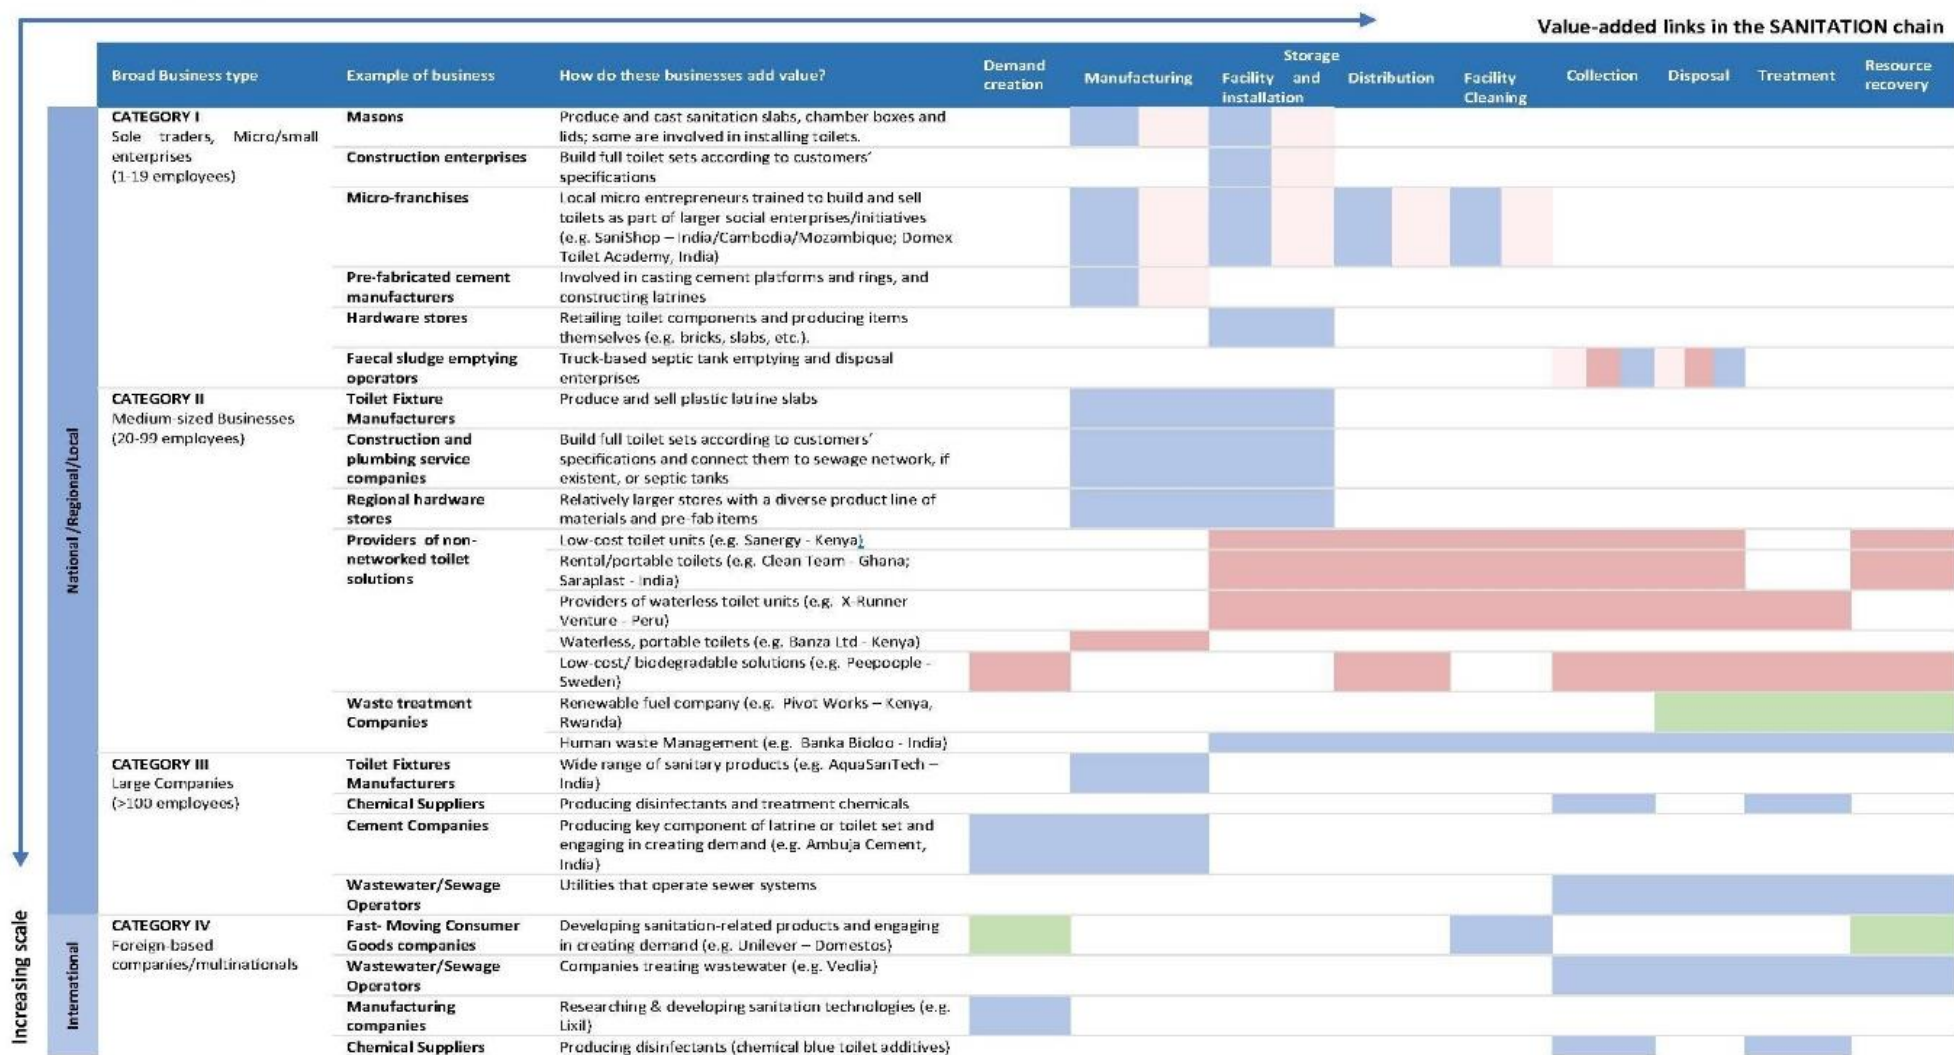 Value-added links in the SANITATION chain
Broad Business type
Example of business
How do these businesses add value?
Demand
creation
Manufacturing
Storage
Facility and
installation
Distribution
Facility
Cleaning
Collection
Disposal
Treatment
Resource
recovery
National /Regional/Local
CATEGORY I
Sole traders, Micro/small
enterprises
(1-19 employees)
Masons
Produce and cast sanitation slabs, chamber boxes and
lids; some are involved in installing toilets.
Construction enterprises
Build full toilet sets according to customers'
specifications
Micro-franchises
Local micro entrepreneurs trained to build and sell
toilets as part of larger social enterprises/initiatives
(e.g. SaniShop – India/Cambodia/Mozambique; Domex
Toilet Academy, India)
Pre-fabricated cement
manufacturers
Involved in casting cement platforms and rings, and
constructing latrines
Hardware stores
Retailing toilet components and producing items
themselves (e.g. bricks, slabs, etc.).
Faecal sludge emptying
operators
Truck-based septic tank emptying and disposal
enterprises
CATEGORY II
Medium-sized Businesses
(20-99 employees)
Toilet Fixture
Manufacturers
Produce and sell plastic latrine slabs
Construction and
plumbing service
companies
Build full toilet sets according to customers'
specifications and connect them to sewage network, if
existent, or septic tanks
Regional hardware
stores
Relatively larger stores with a diverse product line of
materials and pre-fab items
Providers of non-
networked toilet
solutions
Low-cost toilet units (e.g. Sanergy - Kenya)
Rental/portable toilets (e.g. Clean Team - Ghana;
Saraplast - India)
Providers of waterless toilet units (e.g. X-Runner
Venture - Peru)
Waterless, portable toilets (e.g. Banza Ltd - Kenya)
Low-cost/ biodegradable solutions (e.g. Peepoople -
Sweden)
Waste treatment
Companies
Renewable fuel company (e.g. Pivot Works – Kenya,
Rwanda)
Human waste Management (e.g. Banka Bioloo - India)
CATEGORY III
Large Companies
(>100 employees)
Toilet Fixtures
Manufacturers
Wide range of sanitary products (e.g. AquaSanTech –
India)
Chemical Suppliers
Producing disinfectants and treatment chemicals
Cement Companies
Producing key component of latrine or toilet set and
engaging in creating demand (e.g. Ambuja Cement,
India)
Wastewater/Sewage
Operators
Utilities that operate sewer systems
Increasing scale
International
CATEGORY IV
Foreign-based
companies/multinationals
Fast- Moving Consumer
Goods companies
Developing sanitation-related products and engaging
in creating demand (e.g. Unilever – Domestos)
Wastewater/Sewage
Operators
Companies treating wastewater (e.g. Veolia)
Manufacturing
companies
Researching & developing sanitation technologies (e.g.
Lixil)
Chemical Suppliers
Producing disinfectants (chemical blue toilet additives)